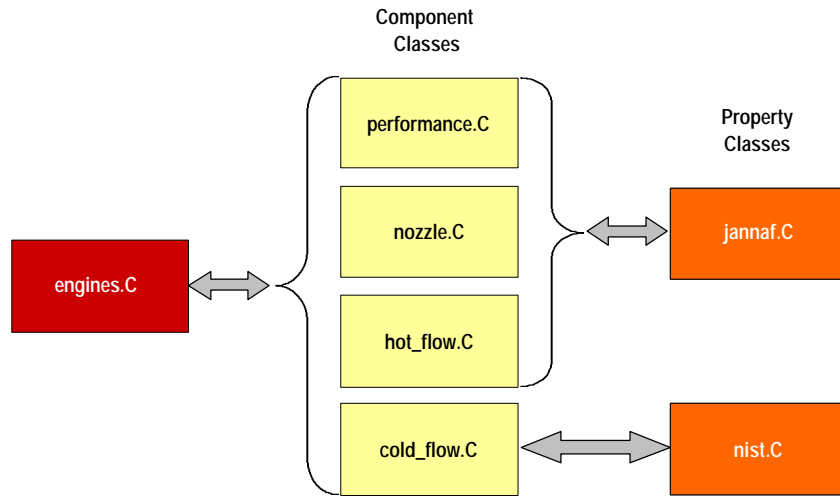 Component
Classes
performance.C
Property
Classes
nozzle.C
jannaf.C
engines.C
hot_flow.C
cold_flow.C
nist.C